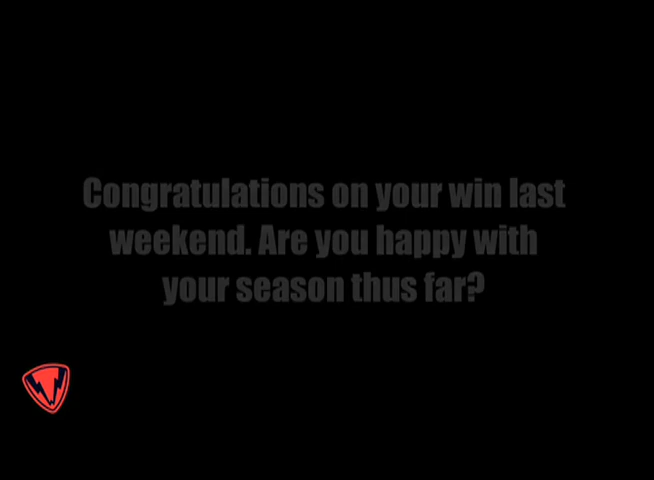 Congratulations on your win last
weekend. Are you happy with
your season thus far?